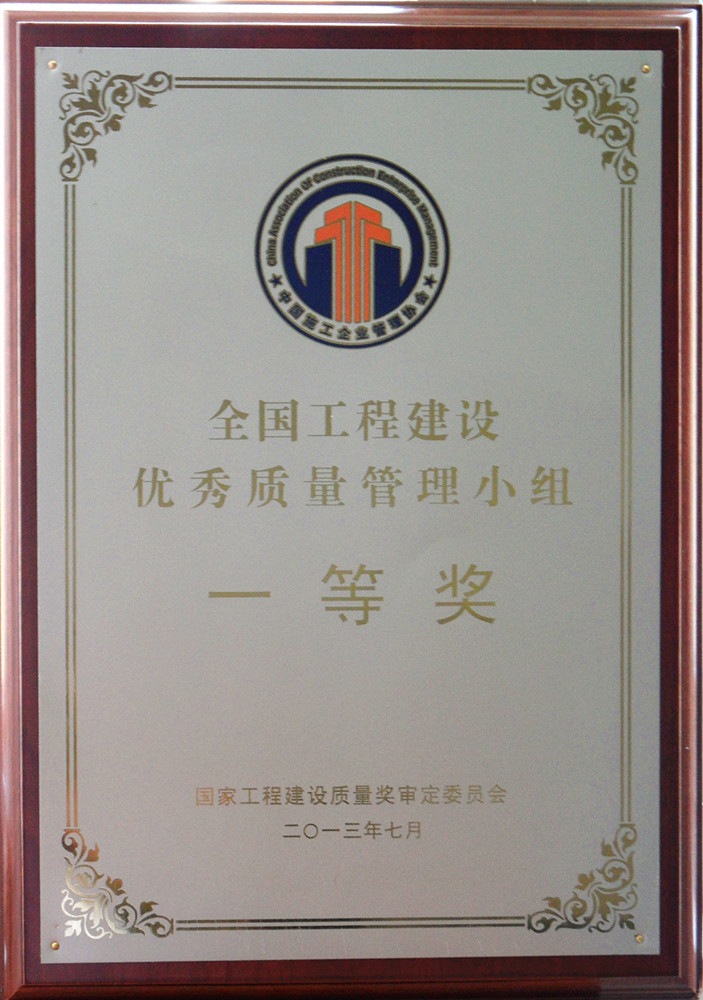 China Association Of Construction Enterprise Management
中国施工企业管理协会
全国工程建设
优秀质量管理小组
一等奖
国家工程建设质量奖审定委员会
二〇一三年七月